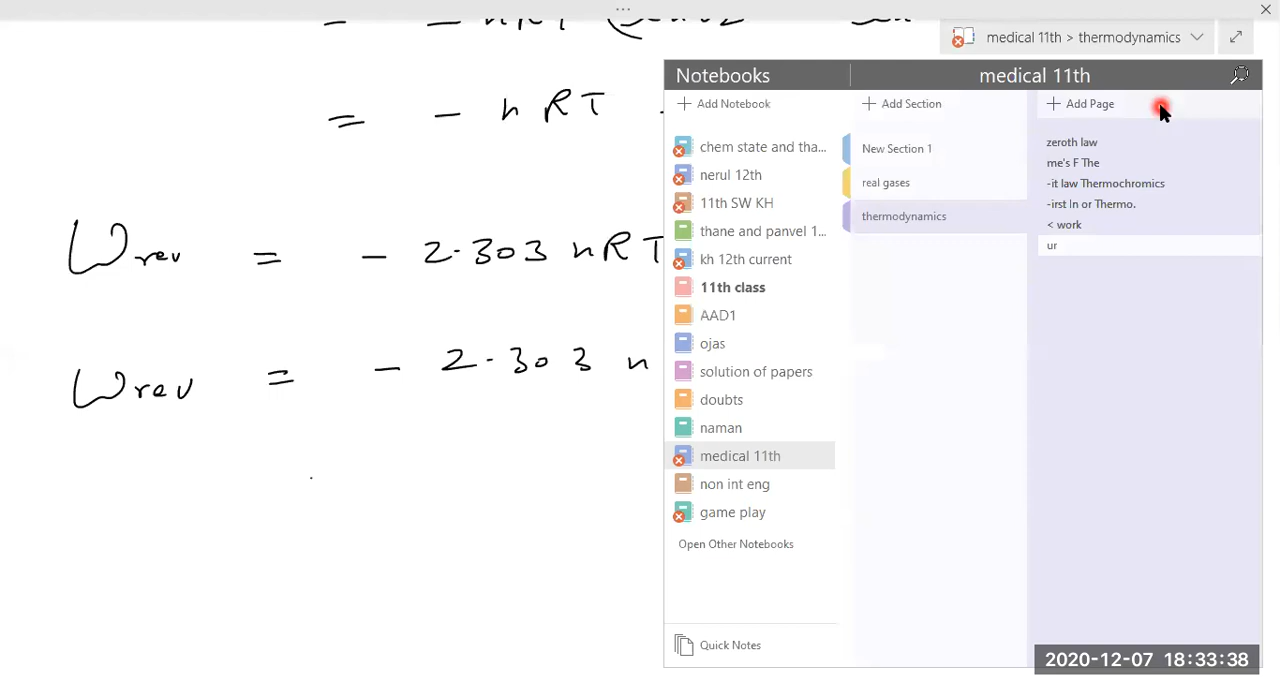 = - nRT
medical 11th > thermodynamics
Notebooks
medical 11th
+ Add Notebook
+ Add Section
+ Add Page
chem state and tha...
nerul 12th
11th SW KH
thane and panvel 1...
kh 12th current
11th class
AAD1
ojas
solution of papers
doubts
naman
medical 11th
non int eng
game play
Open Other Notebooks
Quick Notes
New Section 1
real gases
thermodynamics
zeroth law
me's F The
-it law Thermochromics
-irst In or Thermo.
< work
ur
= - nRT
Wrev = - 2.303 nRT
Wrev = - 2.303 n
2020-12-07 18:33:38